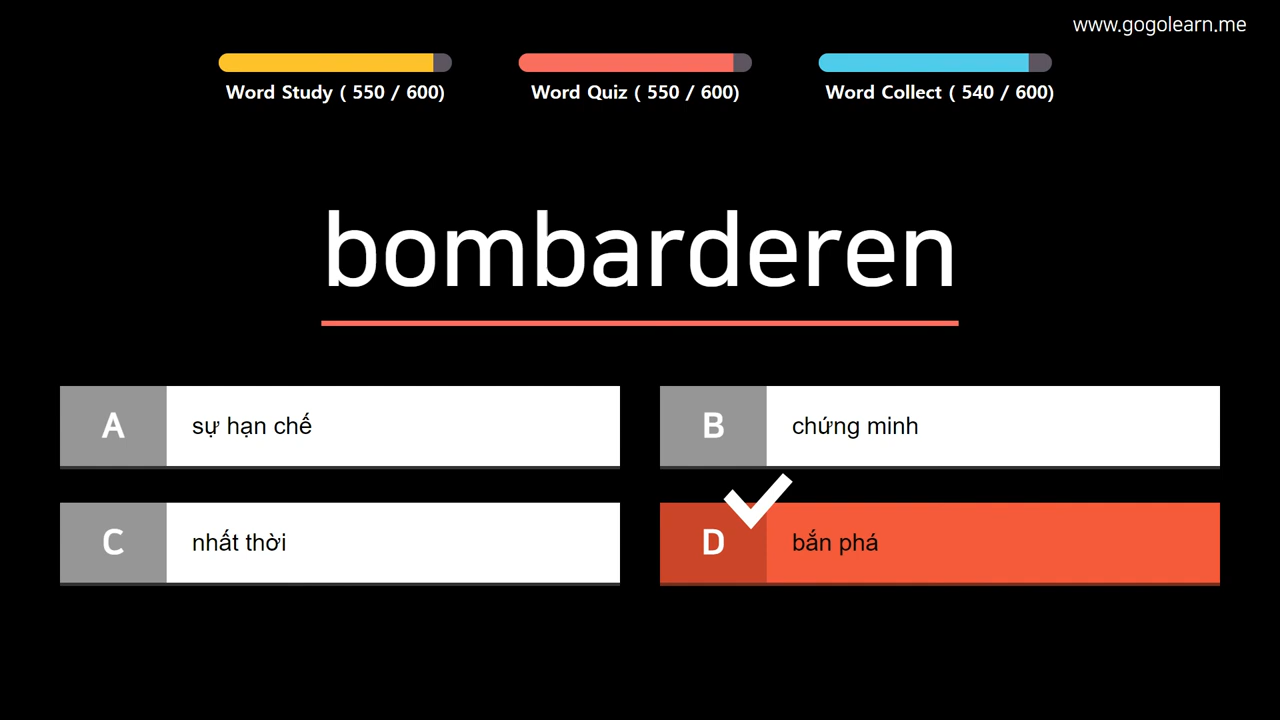 www.gogolearn.me
Word Study ( 550 / 600)
Word Quiz ( 550 / 600)
Word Collect ( 540 / 600)
bombarderen
A
sự hạn chế
B
chứng minh
C
nhất thời
D
bắn phá